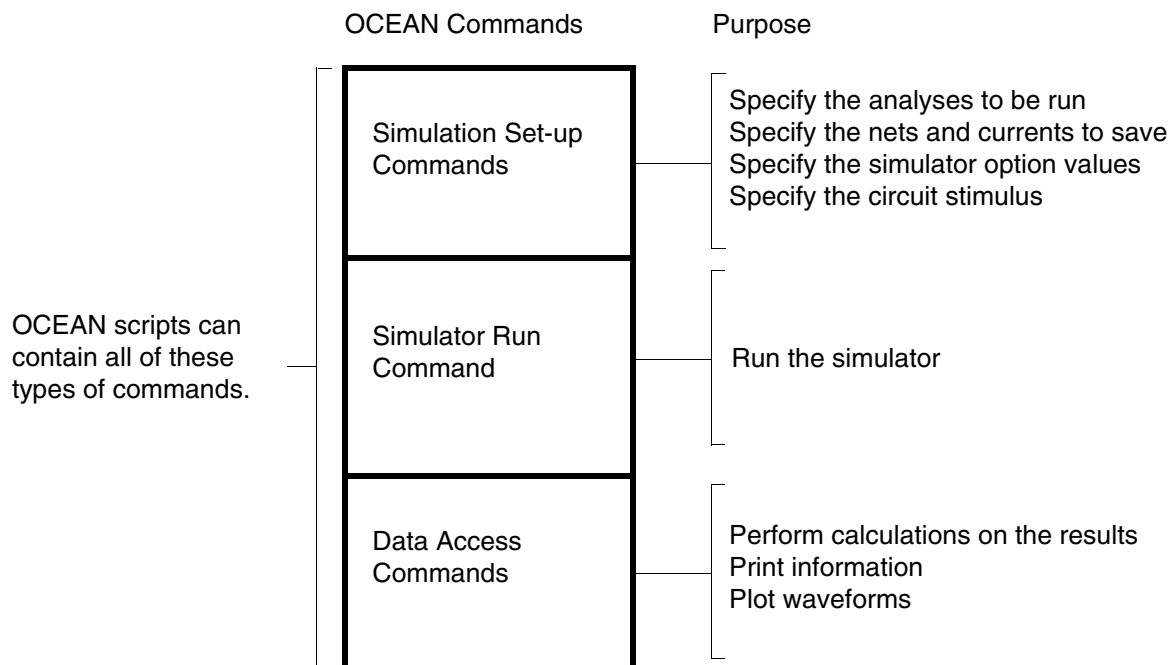 OCEAN Commands
Purpose
OCEAN scripts can
contain all of these
types of commands.
Simulation Set-up
Commands
Specify the analyses to be run
Specify the nets and currents to save
Specify the simulator option values
Specify the circuit stimulus
Simulator Run
Command
Run the simulator
Data Access
Commands
Perform calculations on the results
Print information
Plot waveforms